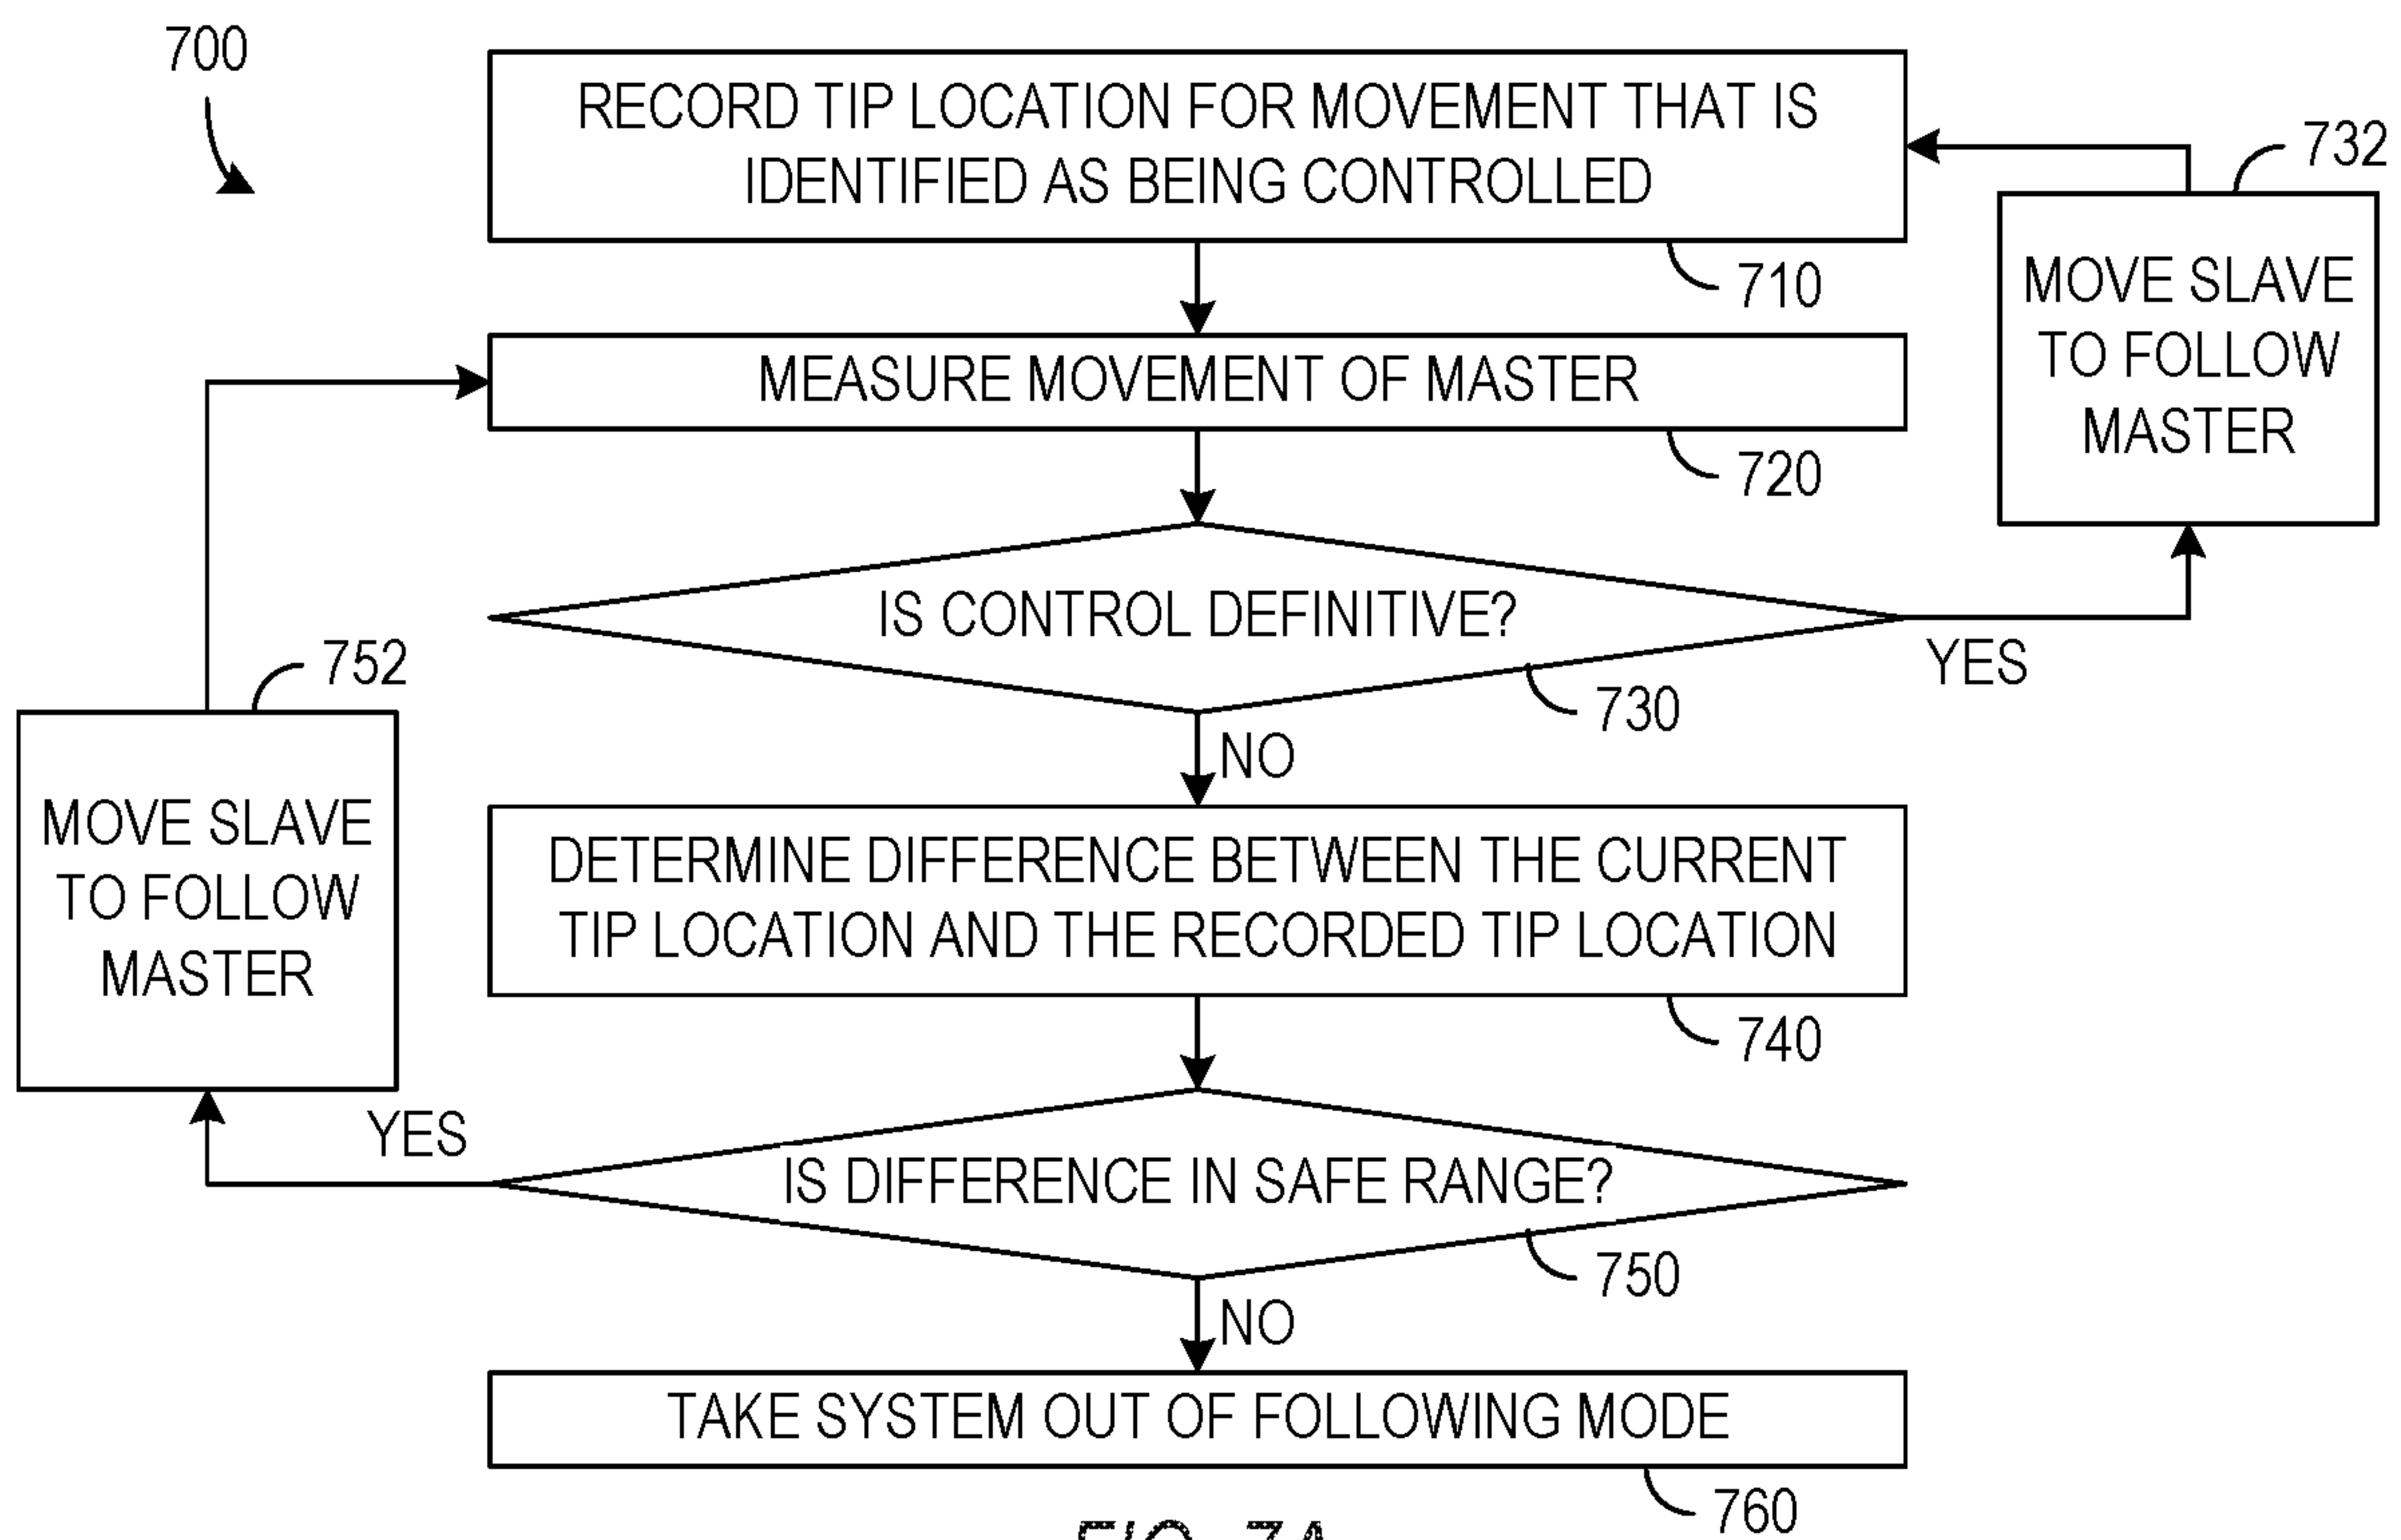 700
RECORD TIP LOCATION FOR MOVEMENT THAT IS
IDENTIFIED AS BEING CONTROLLED
710
732
MOVE SLAVE
TO FOLLOW
MASTER
MEASURE MOVEMENT OF MASTER
720
IS CONTROL DEFINITIVE?
YES
730
NO
752
MOVE SLAVE
TO FOLLOW
MASTER
DETERMINE DIFFERENCE BETWEEN THE CURRENT
TIP LOCATION AND THE RECORDED TIP LOCATION
740
YES
IS DIFFERENCE IN SAFE RANGE?
750
NO
TAKE SYSTEM OUT OF FOLLOWING MODE
760
FIG. 7A